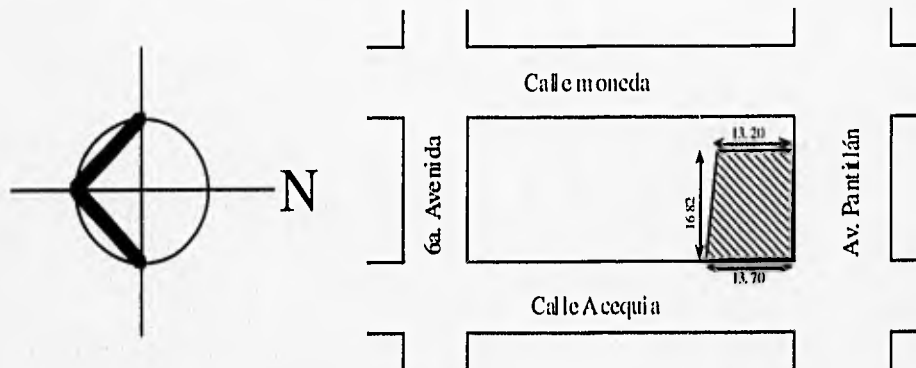 N
Calle moneda
13.20
16.82
6a. Avenida
Av. Pantitlán
13.70
Calle Acequia